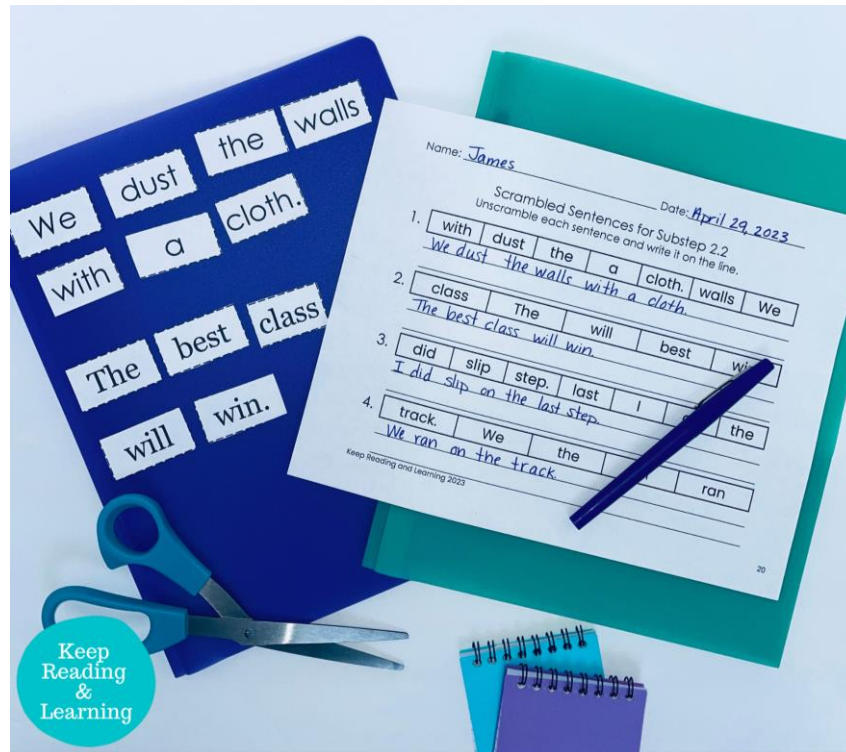 We dust the walls
with a cloth.
The best class
will win.
Name: James Date: April 29, 2023
Scrambled Sentences for Substep 2.2
Unscramble each sentence and write it on the line.
1. with dust the a cloth. walls We
We dust the walls with a cloth.
2. class The will best
The best class will win.
3. did slip step. last I the
I did slip on the last step.
4. track. We the ran
We ran on the track.
Keep Reading and Learning 2023
20
Keep
Reading
&
Learning